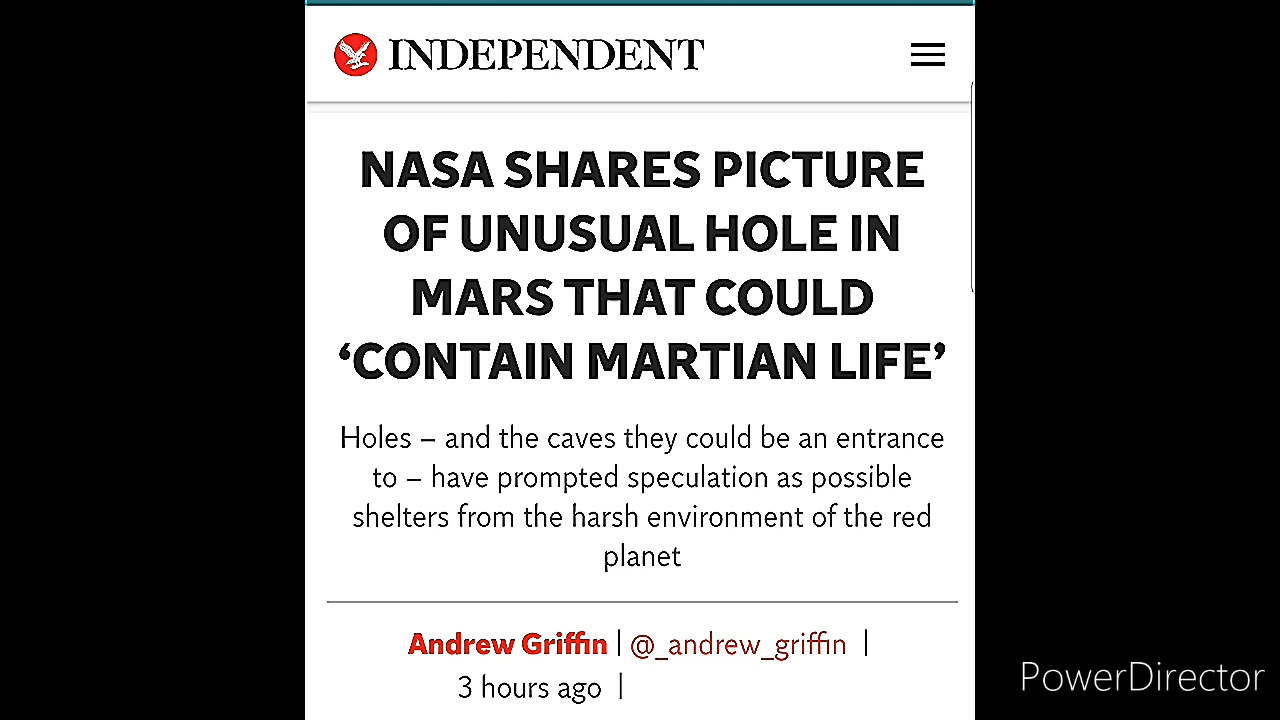 INDEPENDENT
NASA SHARES PICTURE
OF UNUSUAL HOLE IN
MARS THAT COULD
‘CONTAIN MARTIAN LIFE’
Holes – and the caves they could be an entrance
to – have prompted speculation as possible
shelters from the harsh environment of the red
planet
Andrew Griffin | @_andrew_griffin |
3 hours ago |
PowerDirector